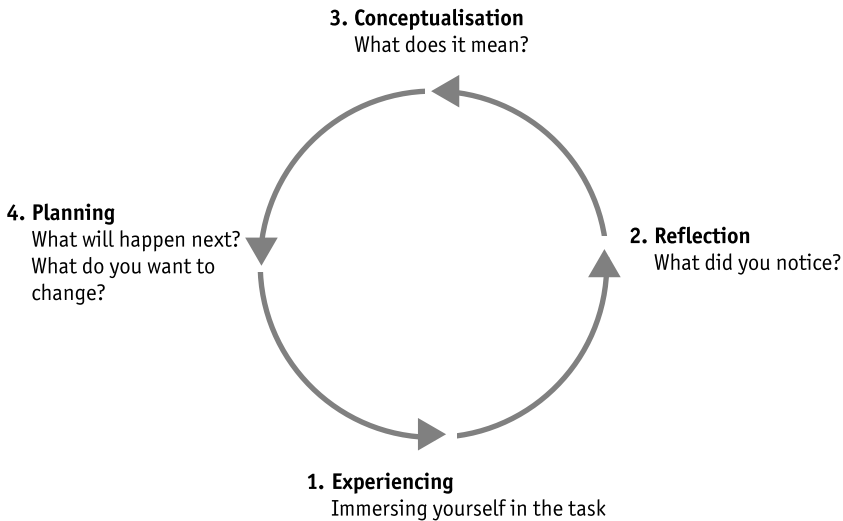 3. Conceptualisation
What does it mean?
4. Planning
What will happen next?
What do you want to
change?
2. Reflection
What did you notice?
1. Experiencing
Immersing yourself in the task